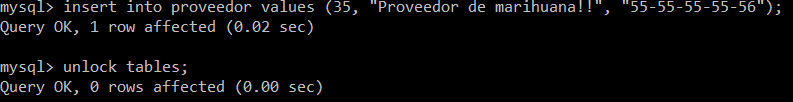 mysql> insert into proveedor values (35, "Proveedor de marihuana!!", "55-55-55-55-56");
Query OK, 1 row affected (0.02 sec)
mysql> unlock tables;
Query OK, 0 rows affected (0.00 sec)